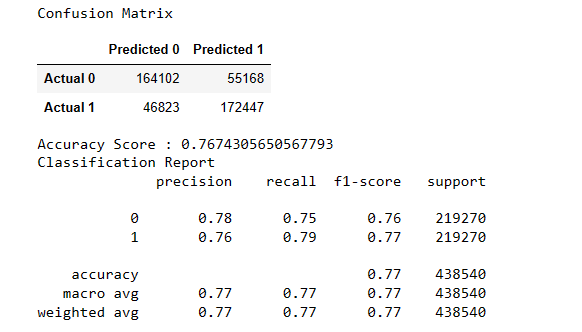 Confusion Matrix
Predicted 0 Predicted 1
Actual 0 164102 55168
Actual 1 46823 172447
Accuracy Score : 0.7674305650567793
Classification Report
precision recall f1-score support
0 0.78 0.75 0.76 219270
1 0.76 0.79 0.77 219270
accuracy 0.77 438540
macro avg 0.77 0.77 0.77 438540
weighted avg 0.77 0.77 0.77 438540